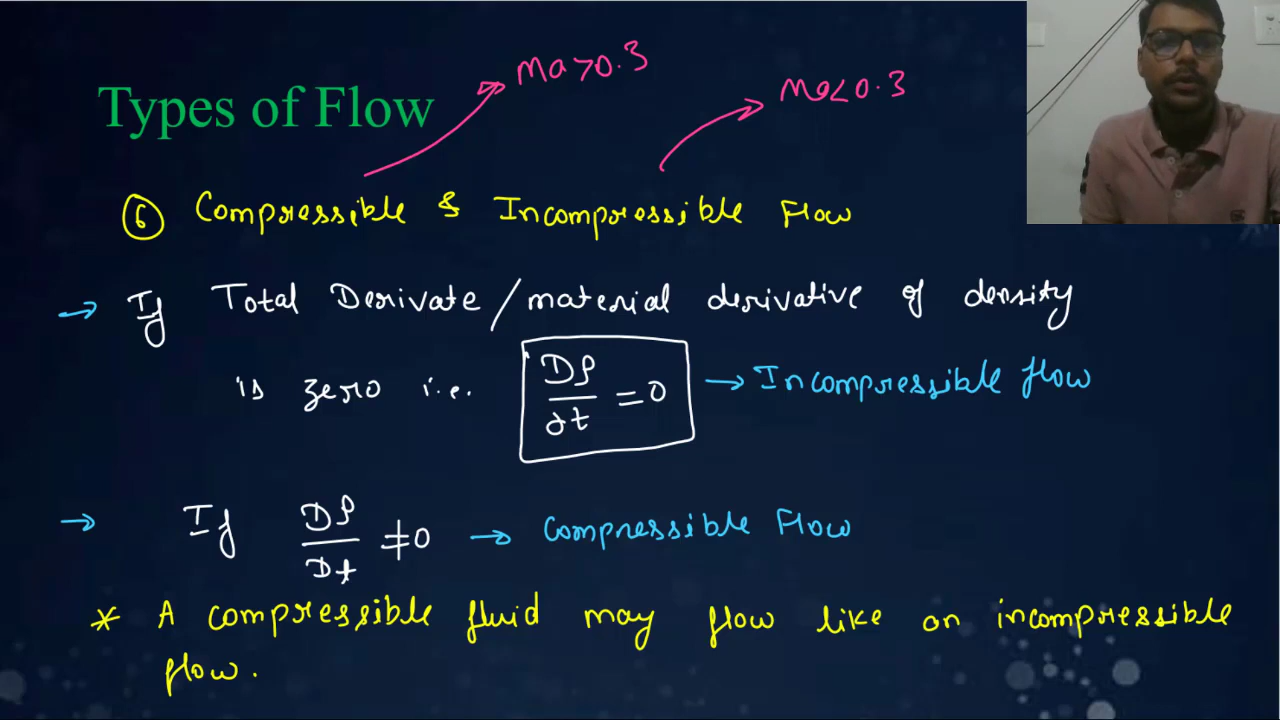 Ma>0.3
Ma<0.3
Types of Flow
⑥ Compressible & Incompressible Flow
→ If Total Derivate/material derivative of density
is zero i.e. Dρ/dt = 0 → Incompressible flow
→ If Dρ/Dt ≠ 0 → Compressible Flow
* A compressible fluid may flow like an incompressible
flow.